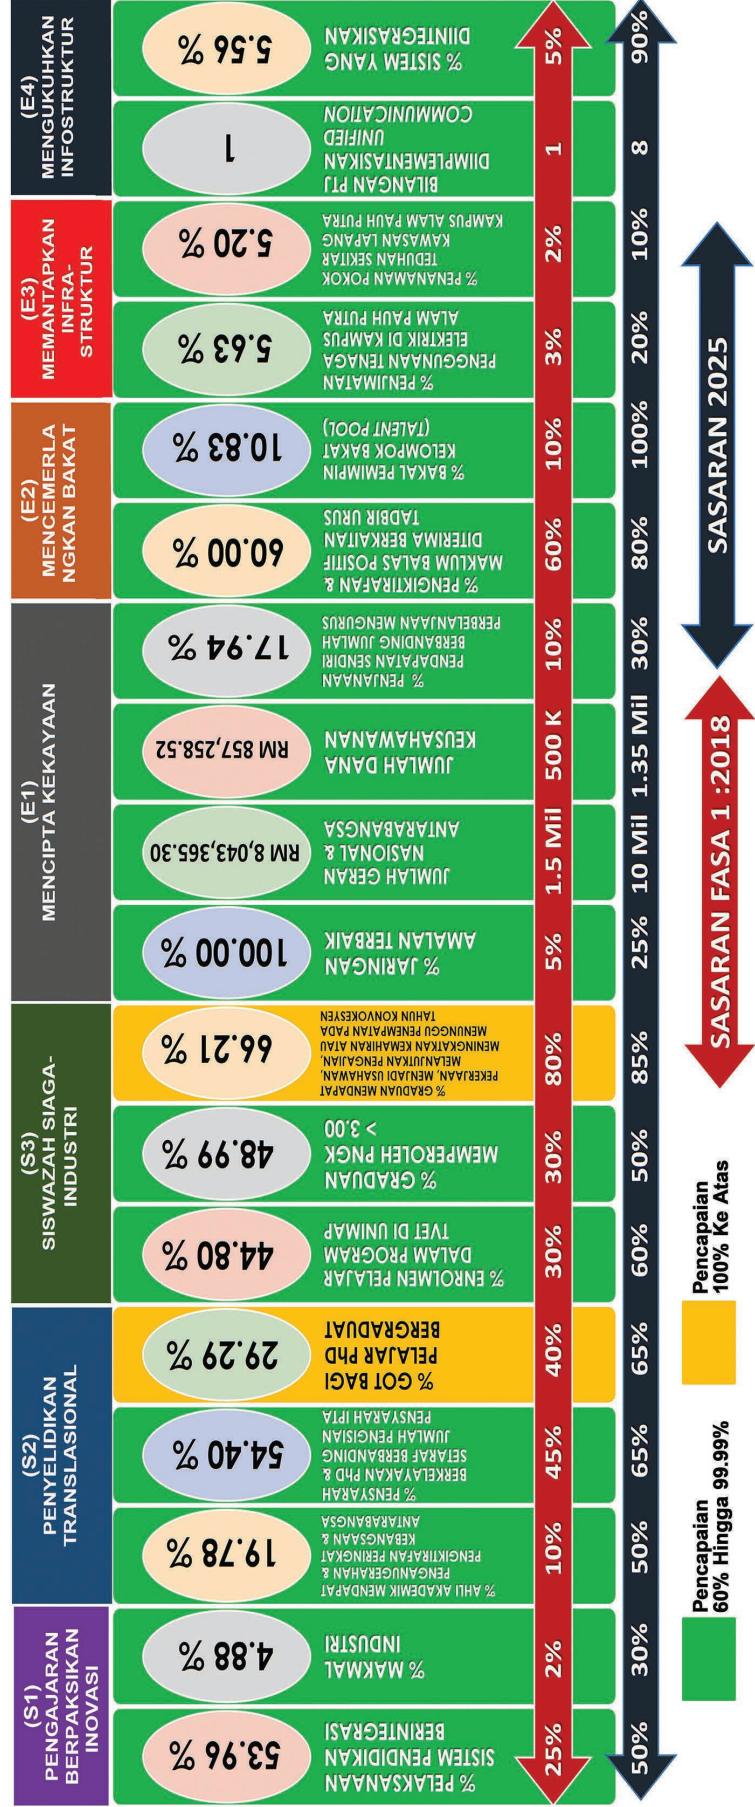 (S1)
PENGAJARAN
BERPAKSIKAN
INOVASI
(S2)
PENYELIDIKAN
TRANSLASIONAL
(S3)
SISWAZAH SIAGA-
INDUSTRI
(E1)
MENCIPTA KEKAYAAN
(E2)
MENCEMERLA
NGKAN BAKAT
(E3)
MEMANTAPKAN
INFRA-
STRUKTUR
(E4)
MENGUKUHKAN
INFOSTRUKTUR
53.96 %
% PELAKSANAAN
SISTEM PENDIDIKAN
BERINTEGRASI
4.88 %
% MAKMAL
INDUSTRI
19.78 %
% AHLI AKADEMIK MENDAPAT
PENGANUGERAHAN &
PENGIKTIRAFAN PERINGKAT
KEBANGSAAN &
ANTARABANGSA
54.40 %
% PENSYARAH
BERKELAYAKAN PhD &
SETARAF BERBANDING
JUMLAH PENGISIAN
PENSYARAH IPTA
29.29 %
% GOT BAGI
PELAJAR PhD
BERGRADUAT
44.80 %
% ENROLMEN PELAJAR
DALAM PROGRAM
TVET DI UNIMAP
48.99 %
% GRADUAN
MEMPEROLEH PNGK
> 3.00
66.21 %
% GRADUAN MENDAPAT
PEKERJAAN, MENJADI USAHAWAN,
MELANJUTKAN PENGAJIAN,
MENINGKATKAN KEMAHIRAN ATAU
MENUNGGU PENEMPATAN PADA
TAHUN KONVOKESYEN
100.00 %
% JARINGAN
AMALAN TERBAIK
RM 8,043,365.30
JUMLAH GERAN
NASIONAL &
ANTARABANGSA
RM 857,258.52
JUMLAH DANA
KEUSAHAWANAN
17.94 %
% PENJANAAN
PENDAPATAN SENDIRI
BERBANDING JUMLAH
PERBELANJAAN MENGURUS
60.00 %
% PENGIKTIRAFAN &
MAKLUM BALAS POSITIF
DITERIMA BERKAITAN
TADBIR URUS
10.83 %
% BAKAL PEMIMPIN
KELOMPOK BAKAT
(TALENT POOL)
5.63 %
% PENJIMATAN
PENGGUNAAN TENAGA
ELEKTRIK DI KAMPUS
ALAM PAUH PUTRA
5.20 %
% PENANAMAN POKOK
TEDUHAN SEKITAR
KAWASAN LAPANG
KAMPUS ALAM PAUH PUTRA
1
BILANGAN PTJ
DIIMPLEMENTASIKAN
UNIFIED
COMMUNICATION
5.56 %
% SISTEM YANG
DIINTEGRASIKAN
25% 2% 10% 45% 40% 30% 30% 80% 5% 1.5 Mil 500 K 10% 60% 10% 3% 2% 1 5%
50% 30% 50% 65% 65% 60% 50% 85% 25% 10 Mil 1.35 Mil 30% 80% 100% 20% 10% 8 90%
Pencapaian
60% Hingga 99.99%
Pencapaian
100% Ke Atas
SASARAN FASA 1 :2018
SASARAN 2025